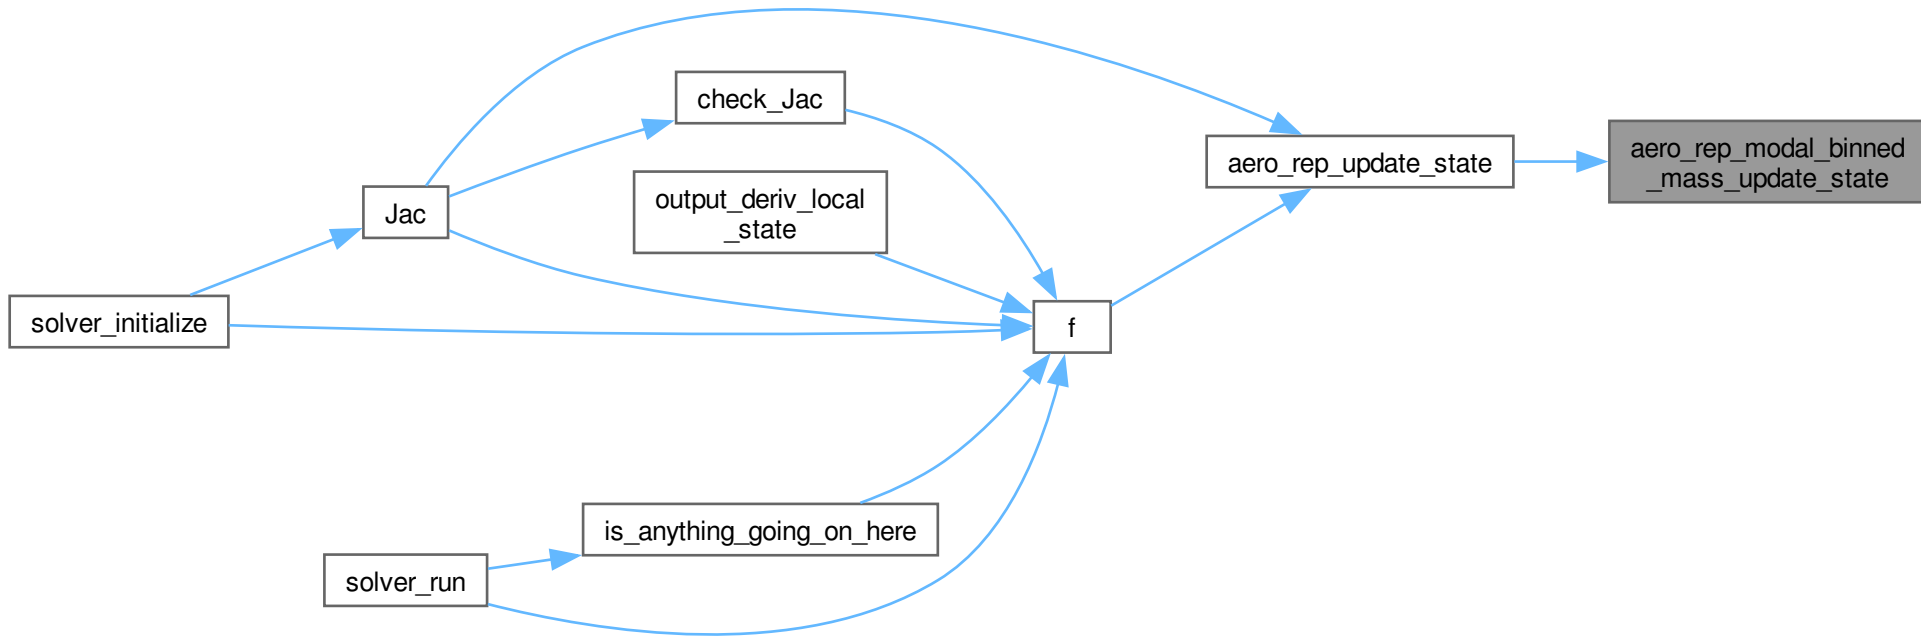 check_Jac
aero_rep_modal_binned
_mass_update_state
aero_rep_update_state
output_deriv_local
_state
Jac
solver_initialize
f
is_anything_going_on_here
solver_run